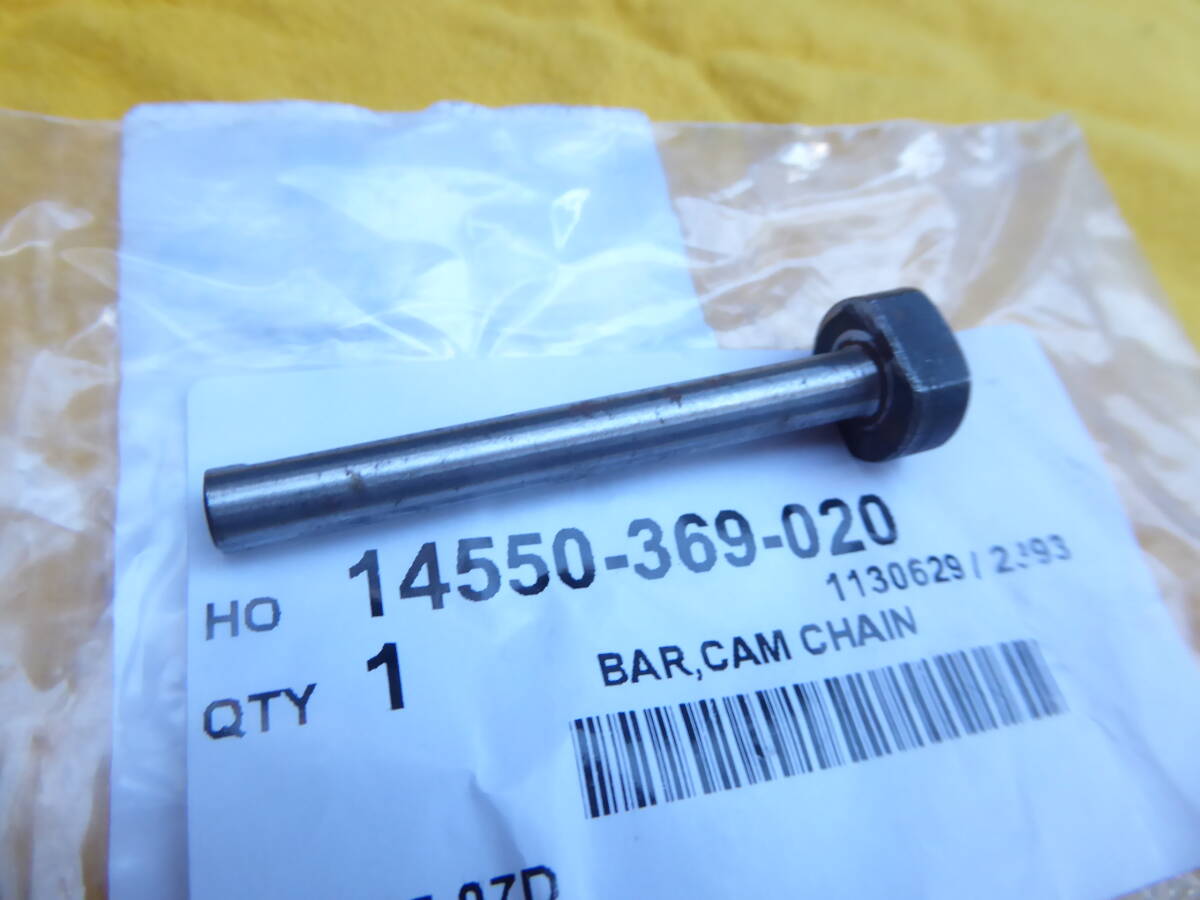 HO 14550-369-020
1130629 / 2393
QTY 1
BAR,CAM CHAIN